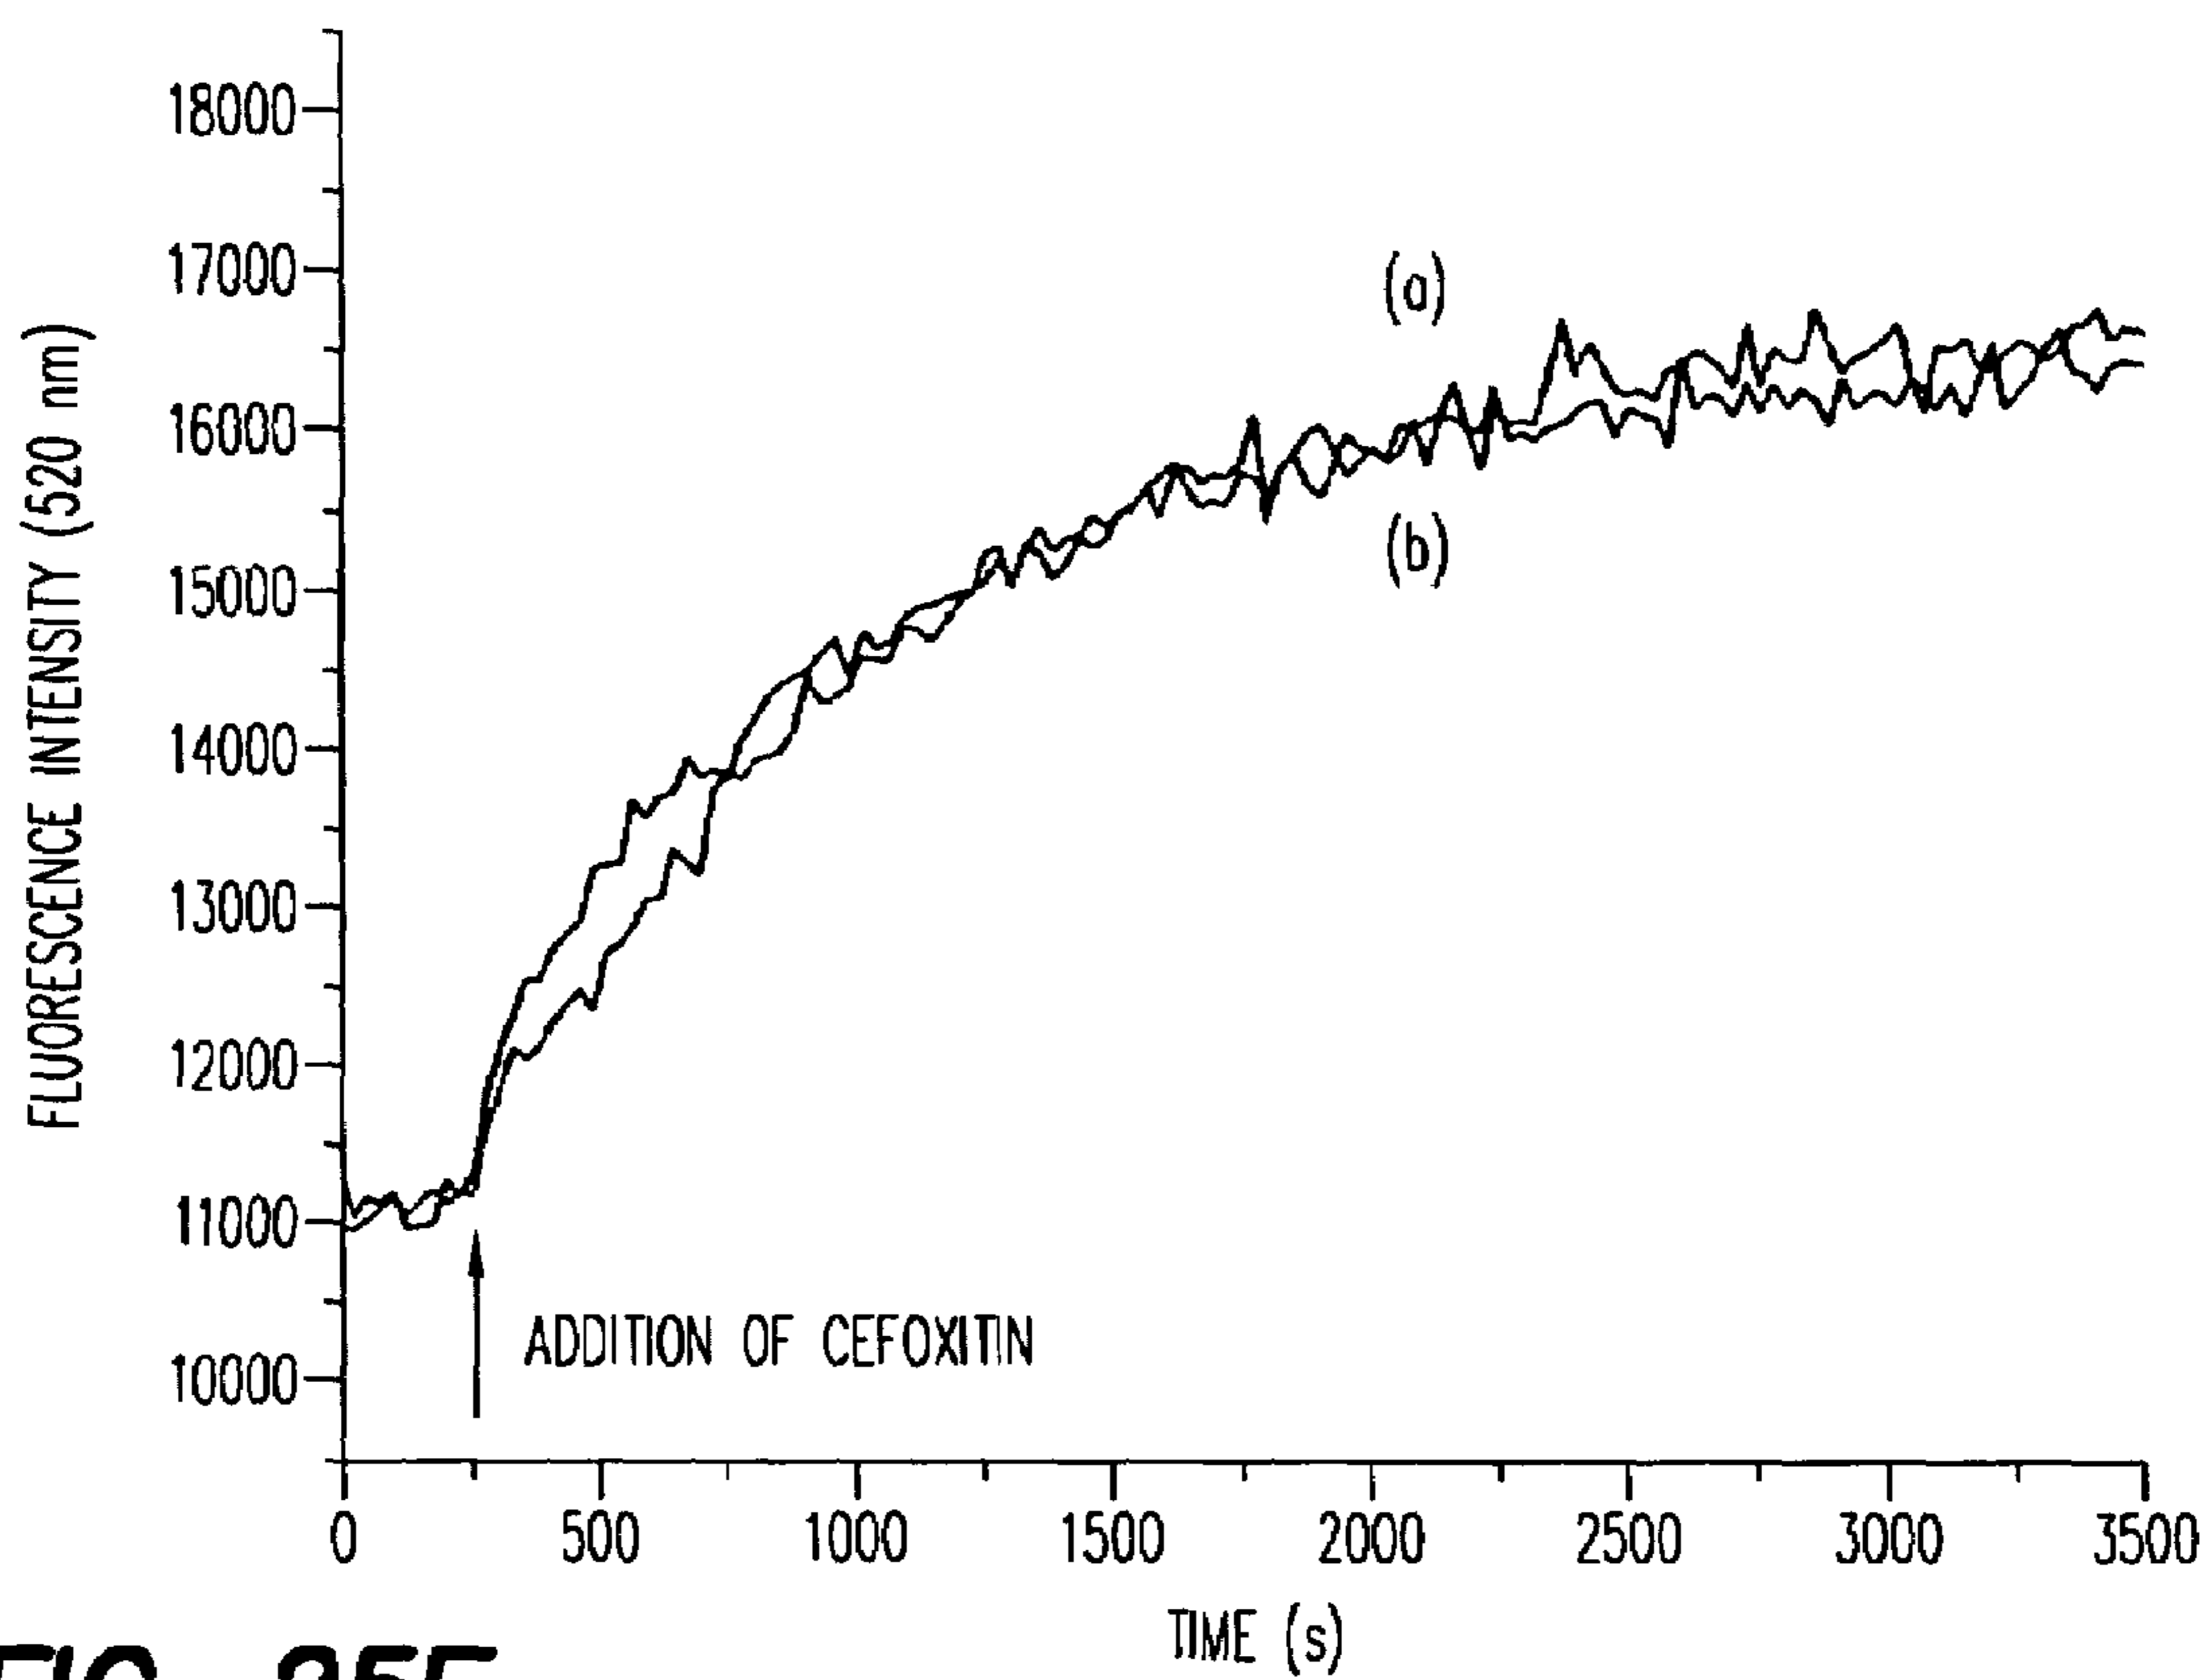 18000
17000
16000
15000
14000
13000
12000
11000
10000
FLUORESCENCE INTENSITY (520 nm)
(a)
(b)
ADDITION OF CEFOXITIN
0 500 1000 1500 2000 2500 3000 3500
TIME (s)